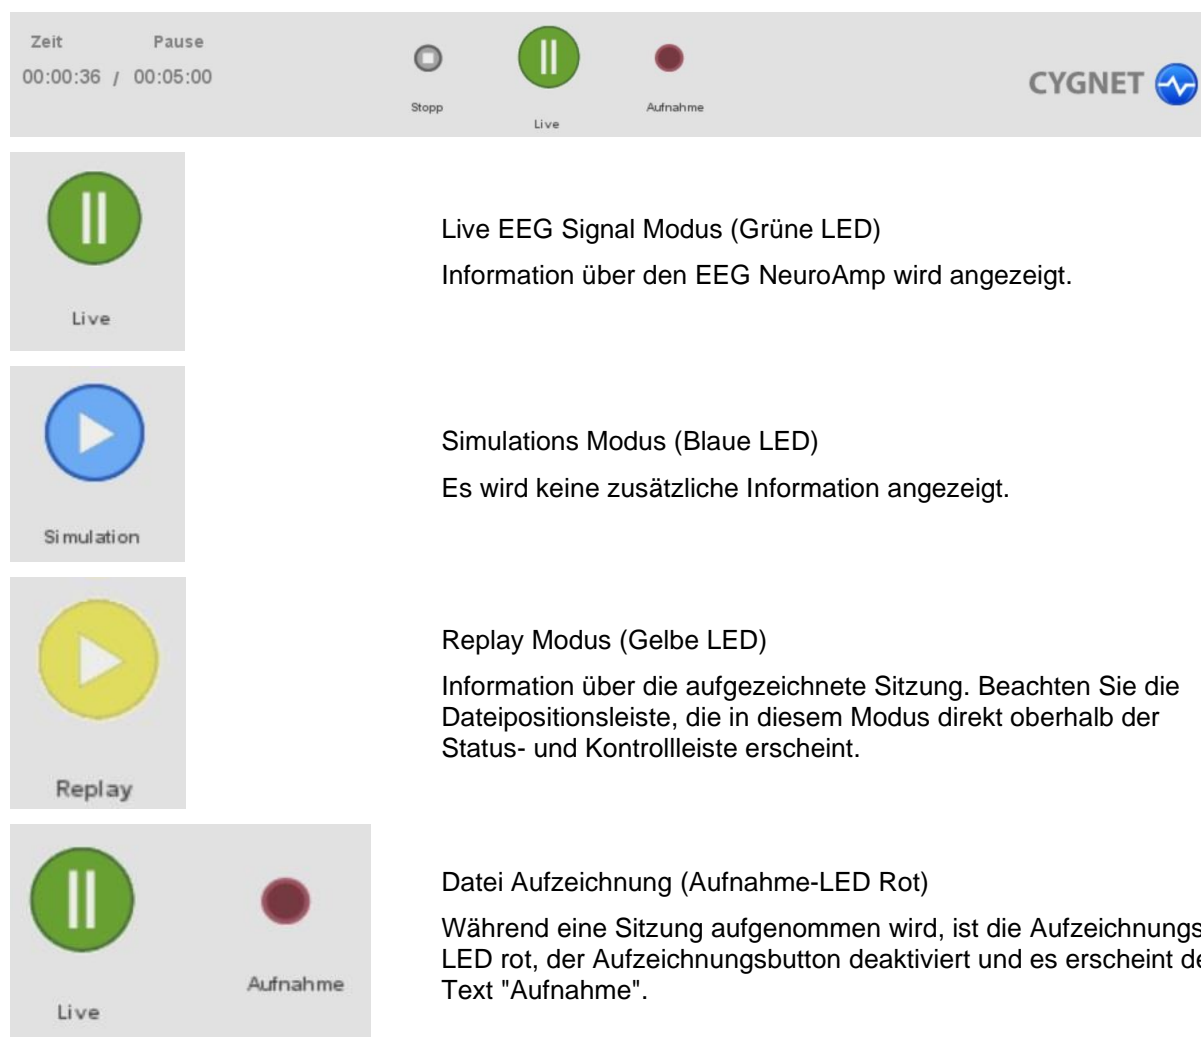 Zeit Pause
00:00:36 / 00:05:00
Stopp
Live
Aufnahme
CYGNET
Live
Live EEG Signal Modus (Grüne LED)
Information über den EEG NeuroAmp wird angezeigt.
Simulation
Simulations Modus (Blaue LED)
Es wird keine zusätzliche Information angezeigt.
Replay
Replay Modus (Gelbe LED)
Information über die aufgezeichnete Sitzung. Beachten Sie die
Dateipositionsleiste, die in diesem Modus direkt oberhalb der
Status- und Kontrollleiste erscheint.
Live
Aufnahme
Datei Aufzeichnung (Aufnahme-LED Rot)
Während eine Sitzung aufgenommen wird, ist die Aufzeichnungs
LED rot, der Aufzeichnungsbutton deaktiviert und es erscheint de
Text "Aufnahme".